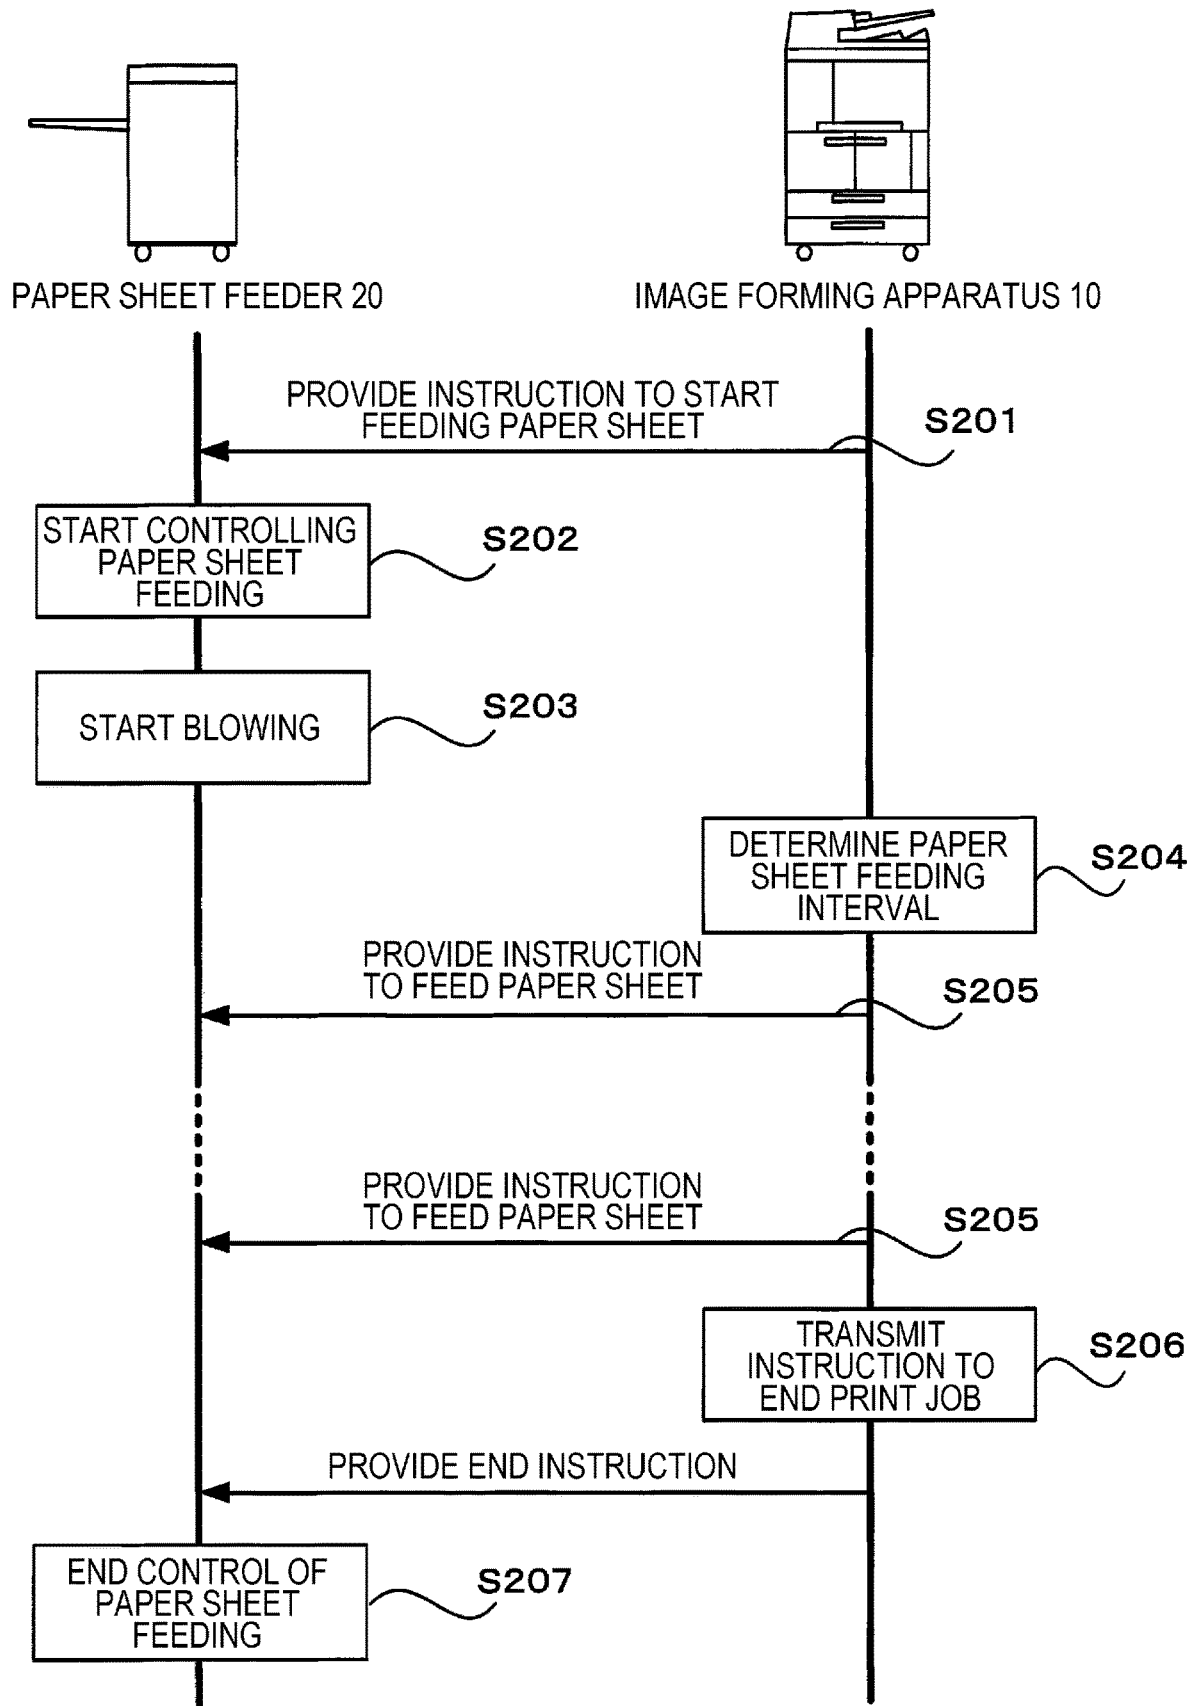 PAPER SHEET FEEDER 20
IMAGE FORMING APPARATUS 10
PROVIDE INSTRUCTION TO START
FEEDING PAPER SHEET
S201
START CONTROLLING
PAPER SHEET
FEEDING
S202
START BLOWING
S203
DETERMINE PAPER
SHEET FEEDING
INTERVAL
S204
PROVIDE INSTRUCTION
TO FEED PAPER SHEET
S205
PROVIDE INSTRUCTION
TO FEED PAPER SHEET
S205
TRANSMIT
INSTRUCTION TO
END PRINT JOB
S206
PROVIDE END INSTRUCTION
END CONTROL OF
PAPER SHEET
FEEDING
S207